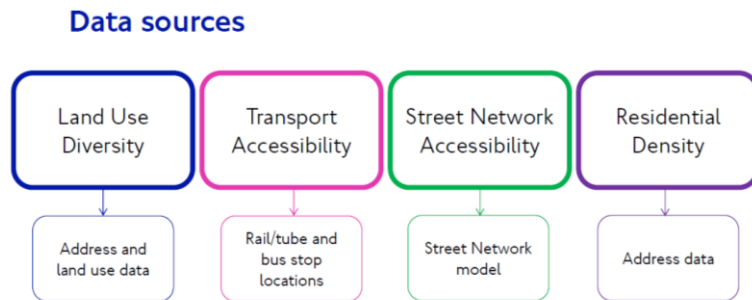 Data sources
Land Use
Diversity
Transport
Accessibility
Street Network
Accessibility
Residential
Density
Address and
land use data
Rail/tube and
bus stop
locations
Street Network
model
Address data